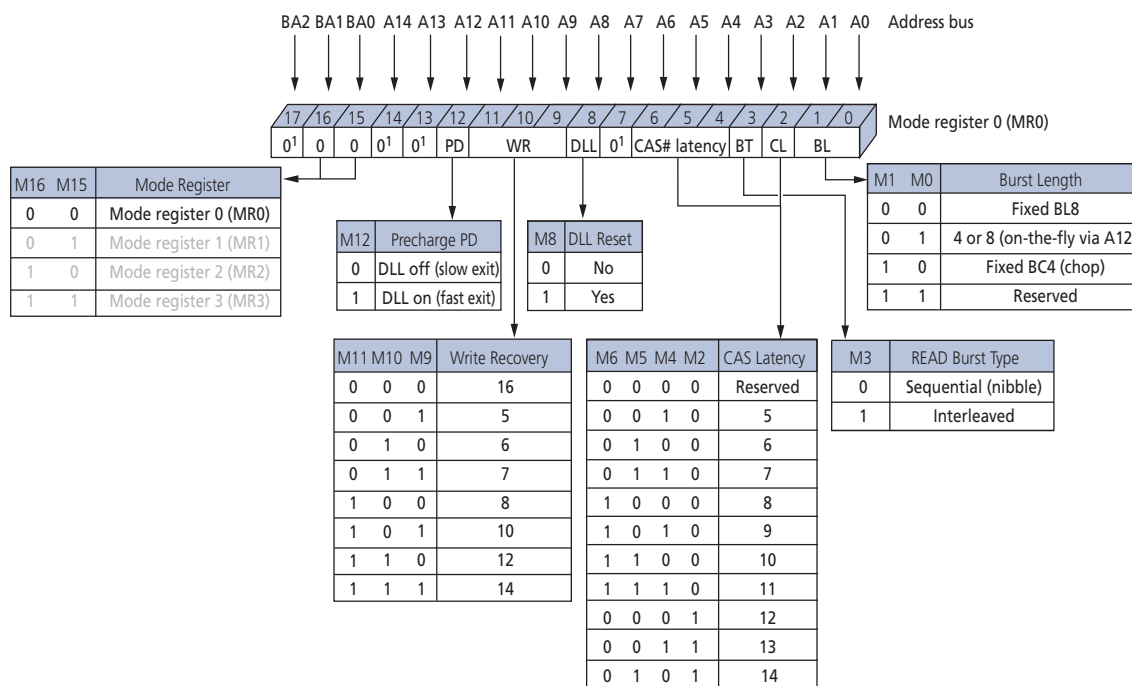 BA2 BA1 BA0 A14 A13 A12 A11 A10 A9 A8 A7 A6 A5 A4 A3 A2 A1 A0 Address bus
17 16 15 14 13 12 11 10 9 8 7 6 5 4 3 2 1 0
Mode register 0 (MR0)
0¹ 0 0 0¹ 0¹ PD WR DLL 0¹ CAS# latency BT CL BL
M16 M15 Mode Register
0 0 Mode register 0 (MR0)
0 1 Mode register 1 (MR1)
1 0 Mode register 2 (MR2)
1 1 Mode register 3 (MR3)
M12 Precharge PD
0 DLL off (slow exit)
1 DLL on (fast exit)
M8 DLL Reset
0 No
1 Yes
M1 M0 Burst Length
0 0 Fixed BL8
0 1 4 or 8 (on-the-fly via A12
1 0 Fixed BC4 (chop)
1 1 Reserved
M11 M10 M9 Write Recovery
0 0 0 16
0 0 1 5
0 1 0 6
0 1 1 7
1 0 0 8
1 0 1 10
1 1 0 12
1 1 1 14
M6 M5 M4 M2 CAS Latency
0 0 0 0 Reserved
0 0 1 0 5
0 1 0 0 6
0 1 1 0 7
1 0 0 0 8
1 0 1 0 9
1 1 0 0 10
1 1 1 0 11
0 0 0 1 12
0 0 1 1 13
0 1 0 1 14
M3 READ Burst Type
0 Sequential (nibble)
1 Interleaved